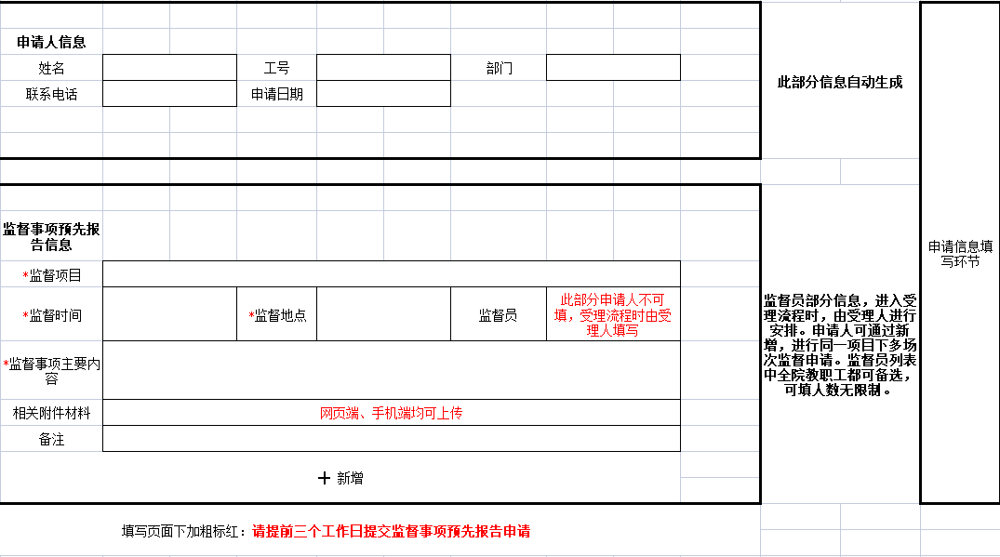 申请人信息
姓名
工号
部门
此部分信息自动生成
联系电话
申请日期
监督事项预先报
告信息
申请信息填
写环节
*监督项目
*监督时间
*监督地点
监督员
此部分申请人不可
填，受理流程时由受
理人填写
监督员部分信息，进入受
理流程时，由受理人进行
安排。申请人可通过新
增，进行同一项目下多场
次监督申请。监督员列表
中全院教职工都可备选，
可填人数无限制。
*监督事项主要内
容
相关附件材料
网页端、手机端均可上传
备注
＋ 新增
填写页面下加粗标红：请提前三个工作日提交监督事项预先报告申请